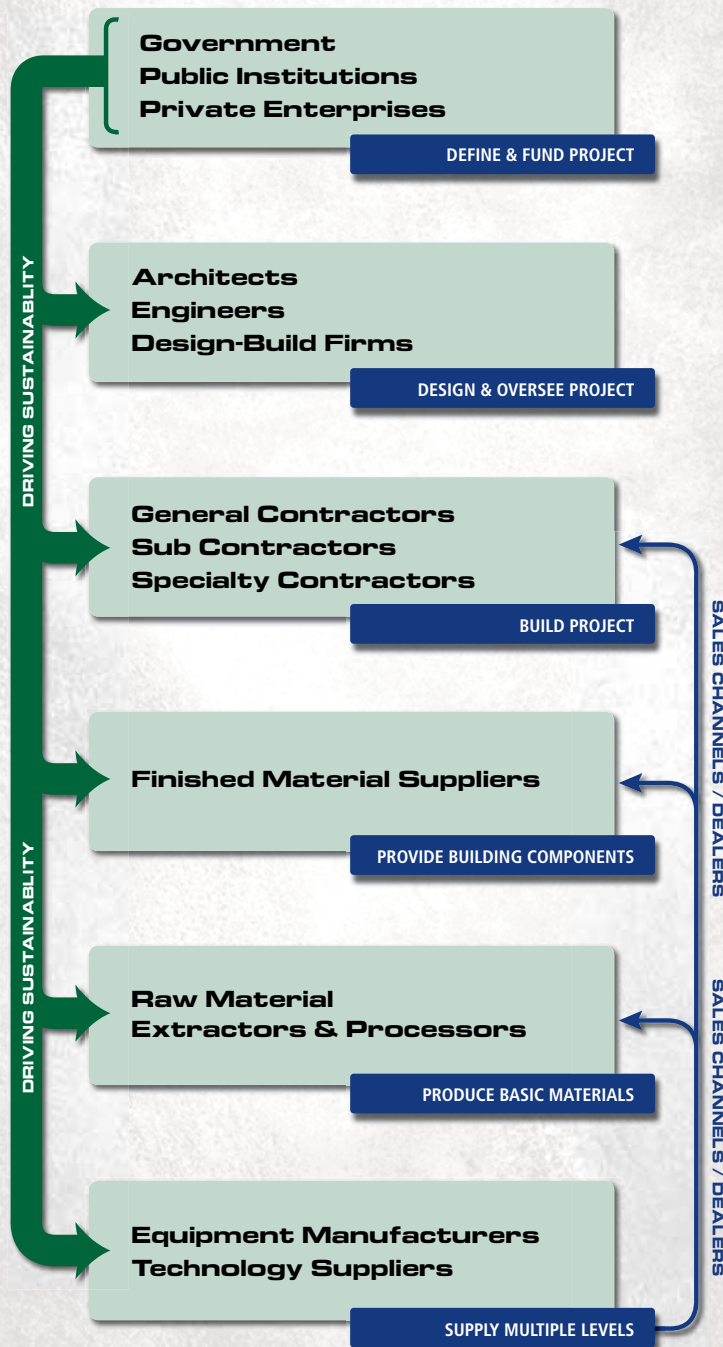 Government
Public Institutions
Private Enterprises
DEFINE & FUND PROJECT
DRIVING SUSTAINABLITY
Architects
Engineers
Design-Build Firms
DESIGN & OVERSEE PROJECT
General Contractors
Sub Contractors
Specialty Contractors
BUILD PROJECT
SALES CHANNELS / DEALERS
Finished Material Suppliers
PROVIDE BUILDING COMPONENTS
DRIVING SUSTAINABLITY
Raw Material
Extractors & Processors
PRODUCE BASIC MATERIALS
SALES CHANNELS / DEALERS
Equipment Manufacturers
Technology Suppliers
SUPPLY MULTIPLE LEVELS